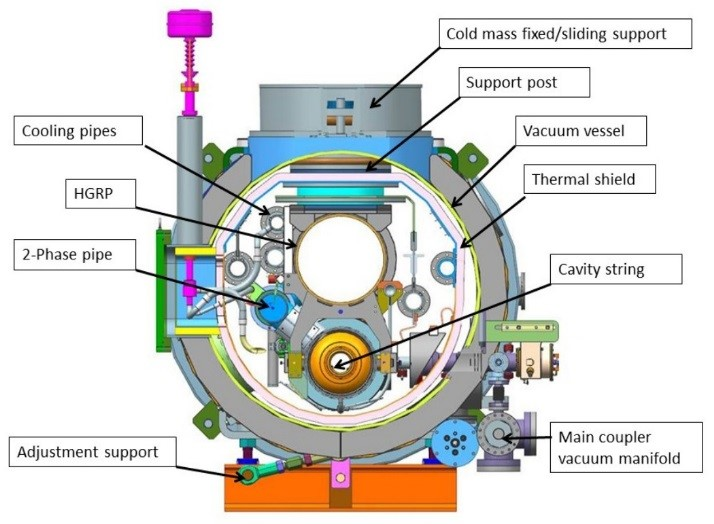 Cold mass fixed/sliding support
Support post
Cooling pipes
Vacuum vessel
HGRP
Thermal shield
2-Phase pipe
Cavity string
Adjustment support
Main coupler
vacuum manifold